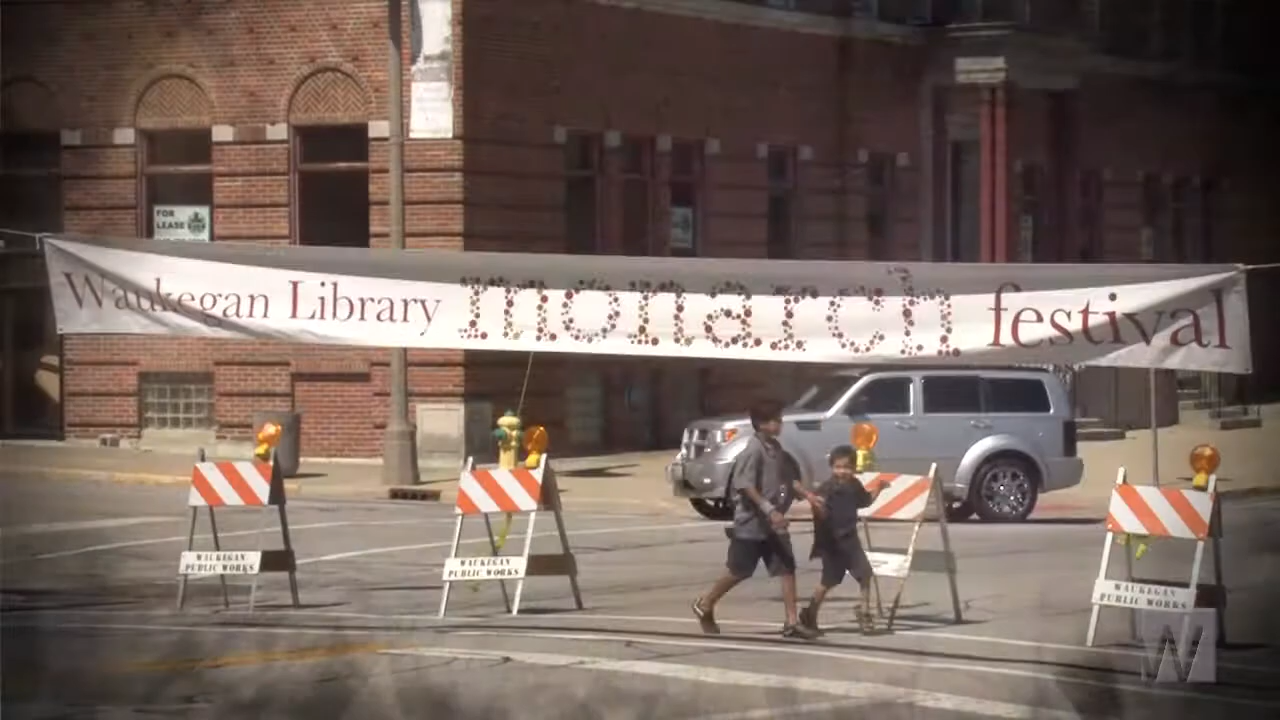 FOR
LEASE
Waukegan Library monarch festival
WAUKEGAN
PUBLIC WORKS
WAUKEGAN
PUBLIC WORKS
WAUKEGAN
PUBLIC WORKS
W